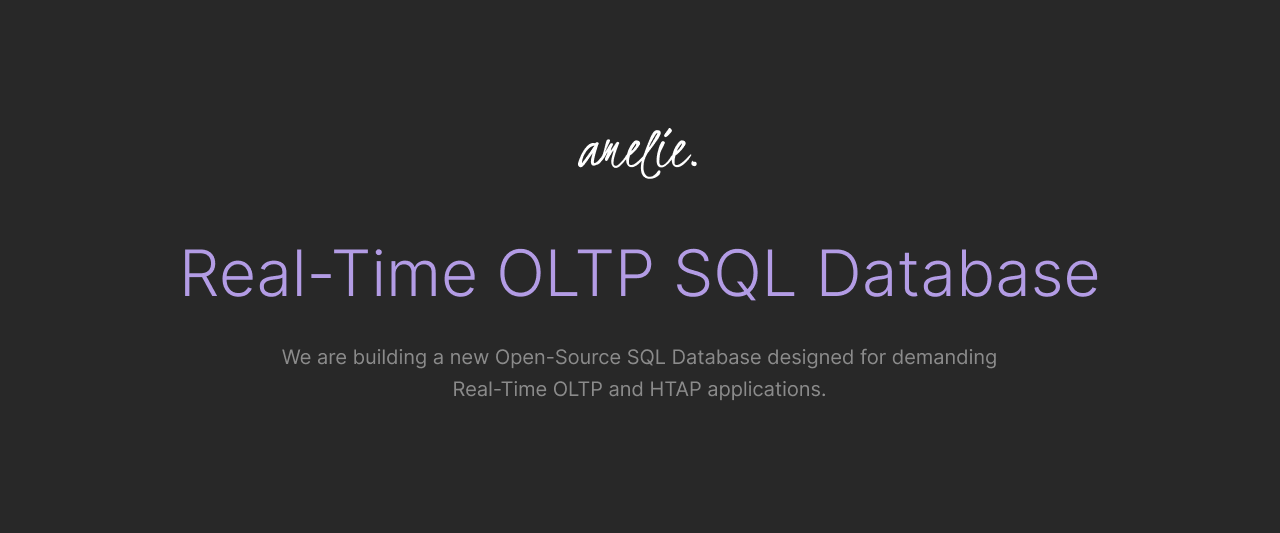 amelie.
Real-Time OLTP SQL Database
We are building a new Open-Source SQL Database designed for demanding
Real-Time OLTP and HTAP applications.